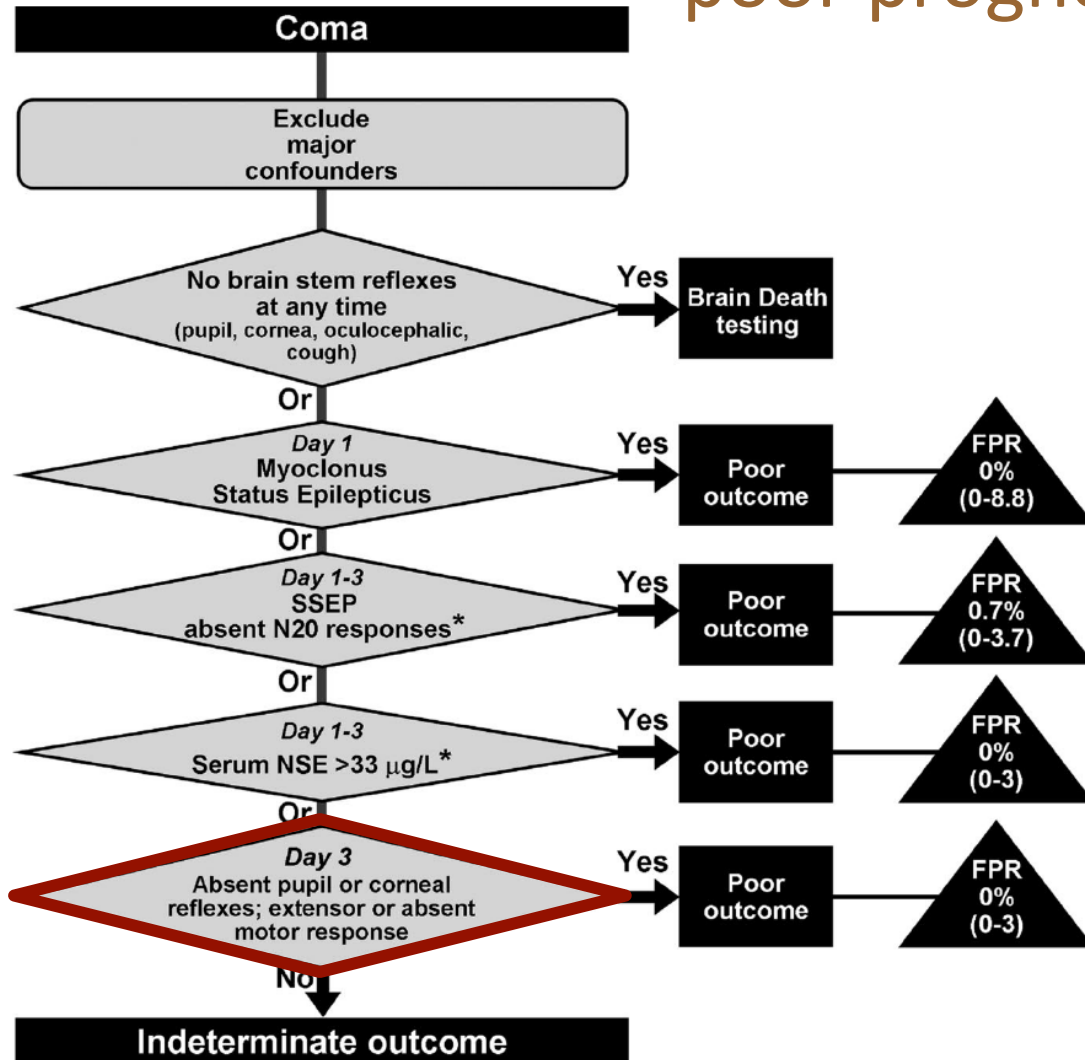 poor progn
Coma
Exclude
major
confounders
No brain stem reflexes
at any time
(pupil, cornea, oculocephalic,
cough)
Yes
Brain Death
testing
Or
Day 1
Myoclonus
Status Epilepticus
Yes
Poor
outcome
FPR
0%
(0-8.8)
Or
Day 1-3
SSEP
absent N20 responses*
Yes
Poor
outcome
FPR
0.7%
(0-3.7)
Or
Day 1-3
Serum NSE >33 µg/L*
Yes
Poor
outcome
FPR
0%
(0-3)
Or
Day 3
Absent pupil or corneal
reflexes; extensor or absent
motor response
Yes
Poor
outcome
FPR
0%
(0-3)
No
Indeterminate outcome